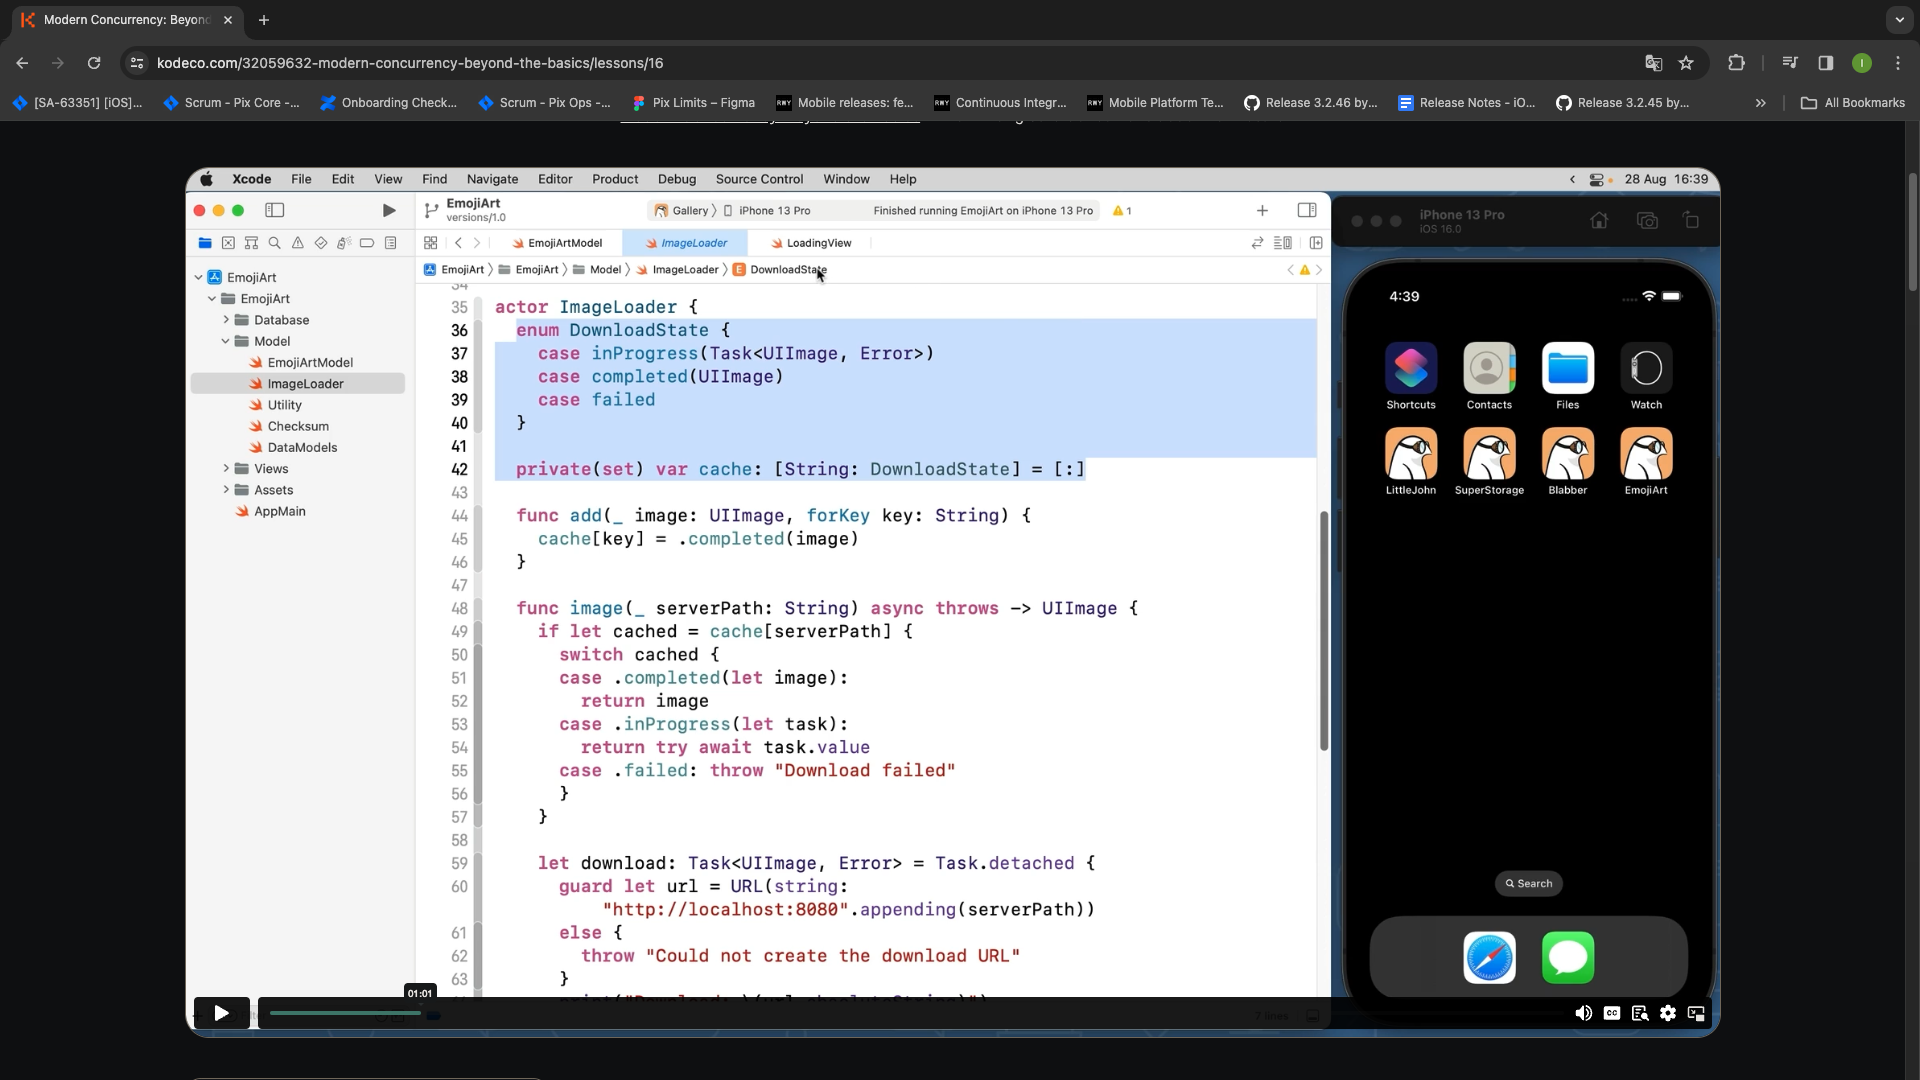 Modern Concurrency: Beyond
kodeco.com/32059632-modern-concurrency-beyond-the-basics/lessons/16
[SA-63351] [iOS]...
Scrum - Pix Core -...
Onboarding Check...
Scrum - Pix Ops -...
Pix Limits – Figma
RWY
Mobile releases: fe...
RWY
Continuous Integr...
RWY
Mobile Platform Te...
Release 3.2.46 by...
Release Notes - iO...
Release 3.2.45 by...
All Bookmarks
Xcode File Edit View Find Navigate Editor Product Debug Source Control Window Help
28 Aug 16:39
EmojiArt
versions/1.0
Gallery
iPhone 13 Pro
Finished running EmojiArt on iPhone 13 Pro
1
EmojiArtModel
ImageLoader
LoadingView
EmojiArt
EmojiArt
Model
ImageLoader
E
DownloadState
EmojiArt
EmojiArt
Database
Model
EmojiArtModel
ImageLoader
Utility
Checksum
DataModels
Views
Assets
AppMain
34
35 actor ImageLoader {
36 enum DownloadState {
37 case inProgress(Task<UIImage, Error>)
38 case completed(UIImage)
39 case failed
40 }
41
42 private(set) var cache: [String: DownloadState] = [:]
43
44 func add(_ image: UIImage, forKey key: String) {
45 cache[key] = .completed(image)
46 }
47
48 func image(_ serverPath: String) async throws -> UIImage {
49 if let cached = cache[serverPath] {
50 switch cached {
51 case .completed(let image):
52 return image
53 case .inProgress(let task):
54 return try await task.value
55 case .failed: throw "Download failed"
56 }
57 }
58
59 let download: Task<UIImage, Error> = Task.detached {
60 guard let url = URL(string:
"http://localhost:8080".appending(serverPath))
61 else {
62 throw "Could not create the download URL"
63 }
01:01
7 lines
iPhone 13 Pro
iOS 16.0
4:39
Shortcuts
Contacts
Files
Watch
LittleJohn
SuperStorage
Blabber
EmojiArt
Search
CC